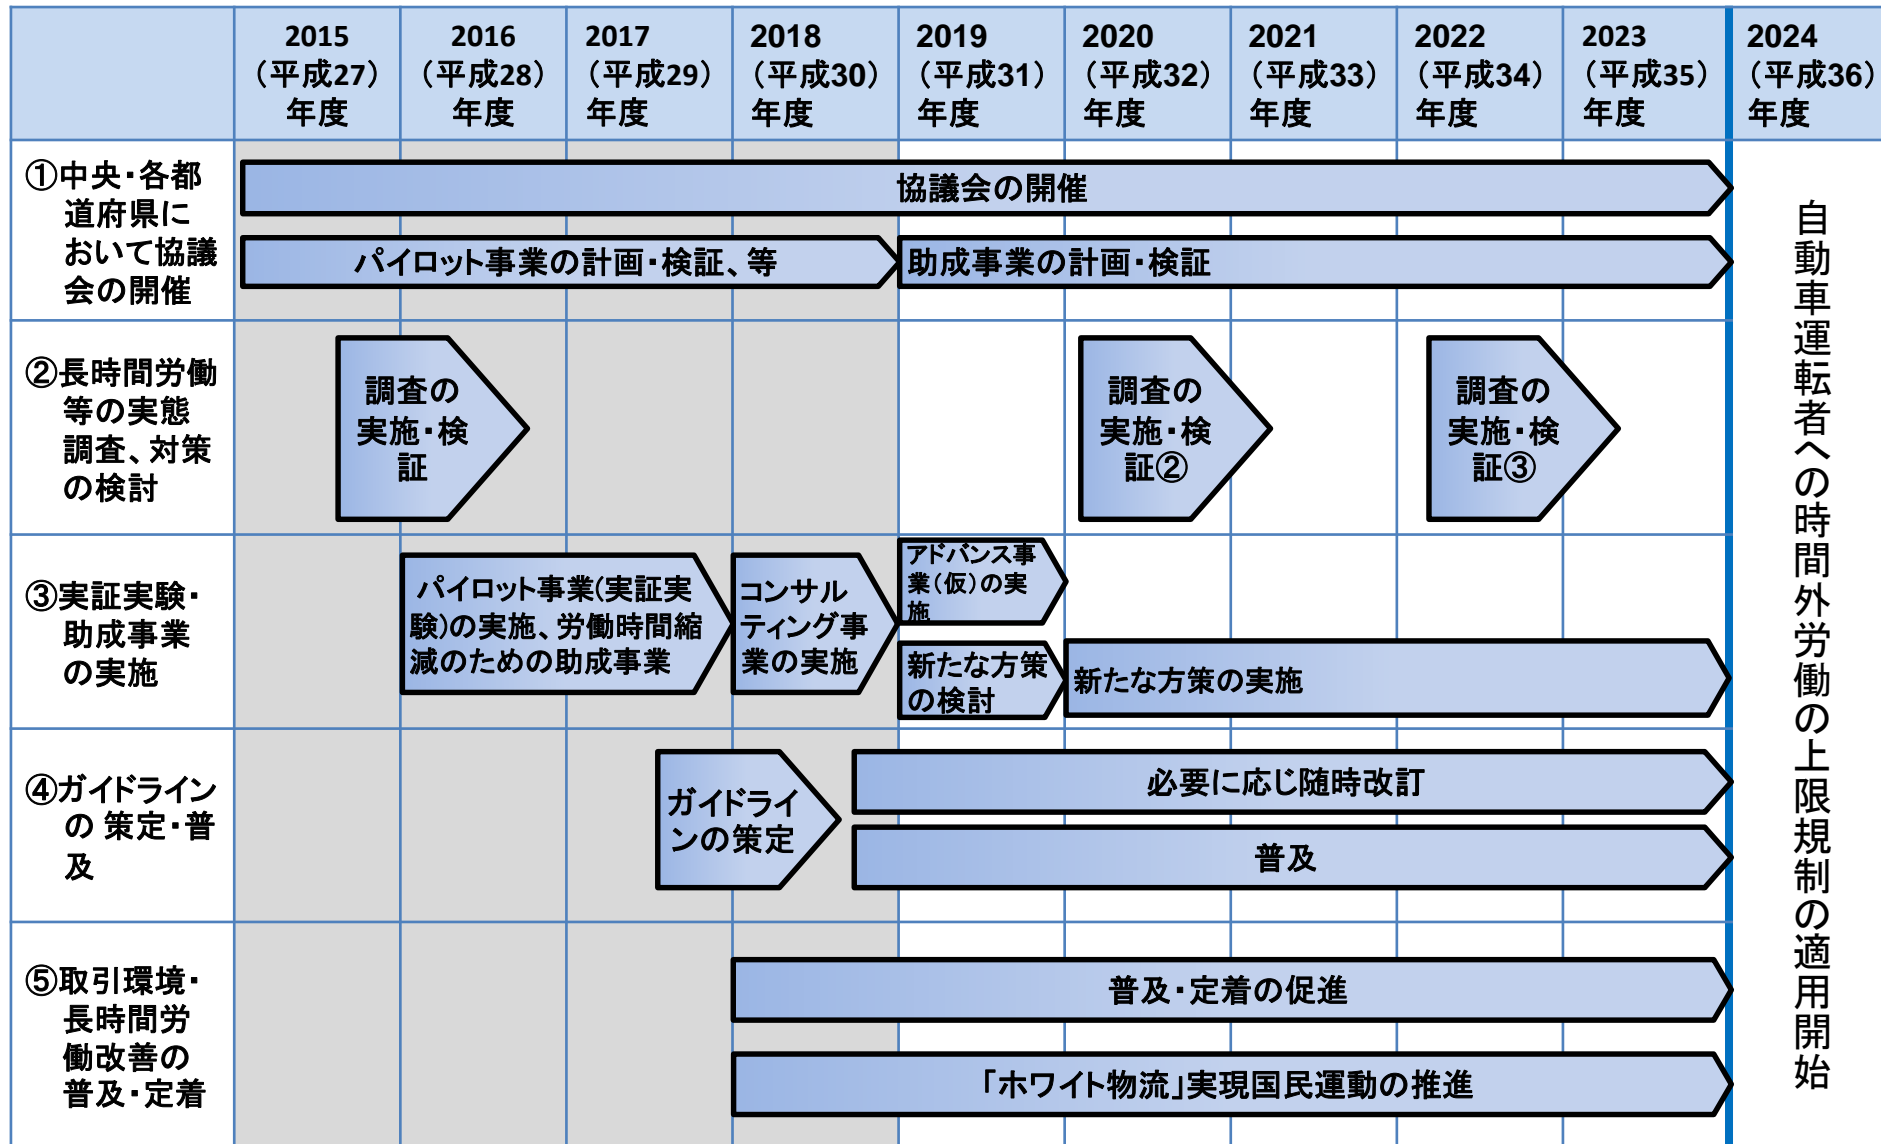 2015
（平成27）
年度
2016
（平成28）
年度
2017
（平成29）
年度
2018
（平成30）
年度
2019
（平成31）
年度
2020
（平成32）
年度
2021
（平成33）
年度
2022
（平成34）
年度
2023
（平成35）
年度
2024
（平成36）
年度
①中央・各都
道府県に
おいて協議
会の開催
協議会の開催
パイロット事業の計画・検証、等
助成事業の計画・検証
②長時間労働
等の実態
調査、対策
の検討
調査の
実施・検
証
調査の
実施・検
証②
調査の
実施・検
証③
③実証実験・
助成事業
の実施
パイロット事業(実証実
験)の実施、労働時間縮
減のための助成事業
コンサル
ティング事
業の実施
アドバンス事
業（仮）の実
施
新たな方策
の検討
新たな方策の実施
④ガイドライン
の 策定・普
及
ガイドライ
ンの策定
必要に応じ随時改訂
普及
⑤取引環境・
長時間労
働改善の
普及・定着
普及・定着の促進
「ホワイト物流」実現国民運動の推進
自動車運転者への時間外労働の上限規制の適用開始